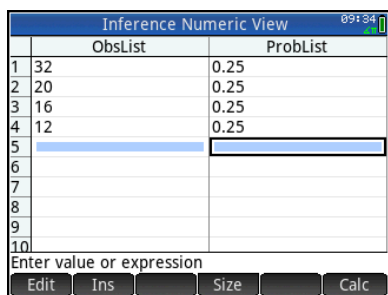 Inference Numeric View 09:34
ObsList ProbList
1 32 0.25
2 20 0.25
3 16 0.25
4 12 0.25
5
6
7
8
9
10
Enter value or expression
Edit Ins Size Calc